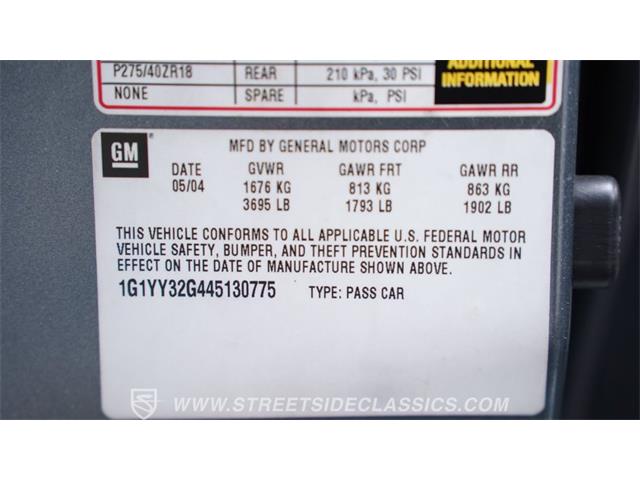 P275/40ZR18 REAR 210 kPa, 30 PSI
NONE SPARE kPa, PSI
ADDITIONAL
INFORMATION
GM ®
MFD BY GENERAL MOTORS CORP
DATE GVWR GAWR FRT GAWR RR
05/04 1676 KG 813 KG 863 KG
3695 LB 1793 LB 1902 LB
THIS VEHICLE CONFORMS TO ALL APPLICABLE U.S. FEDERAL MOTOR
VEHICLE SAFETY, BUMPER, AND THEFT PREVENTION STANDARDS IN
EFFECT ON THE DATE OF MANUFACTURE SHOWN ABOVE.
1G1YY32G445130775 TYPE: PASS CAR
WWW.STREETSIDECLASSICS.COM